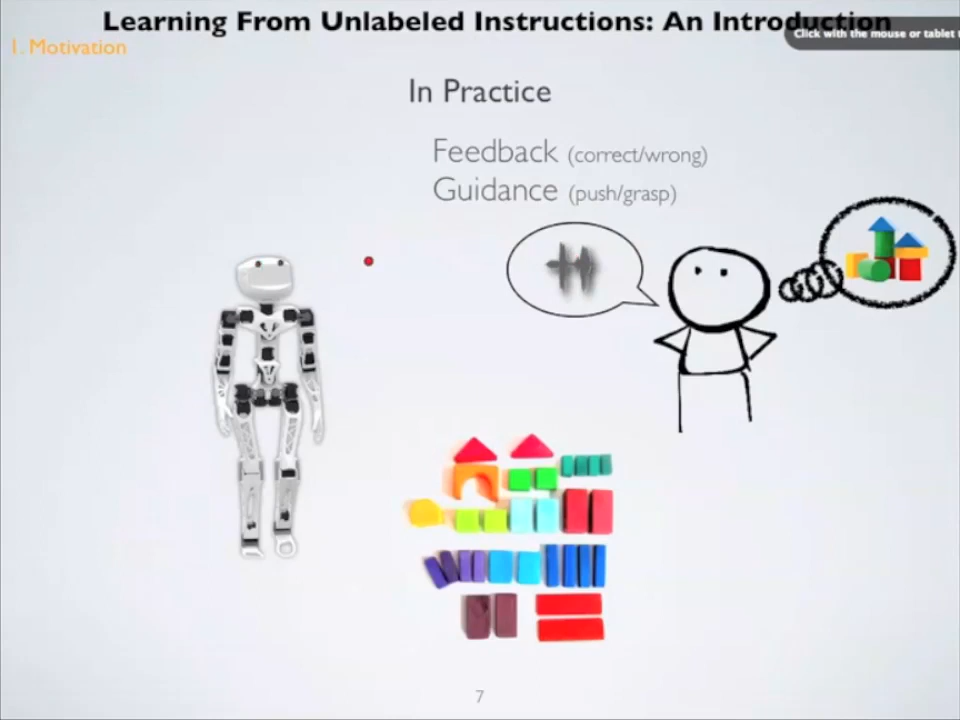 Learning From Unlabeled Instructions: An Introduction
1. Motivation
Click with the mouse or tablet
In Practice
Feedback (correct/wrong)
Guidance (push/grasp)
7